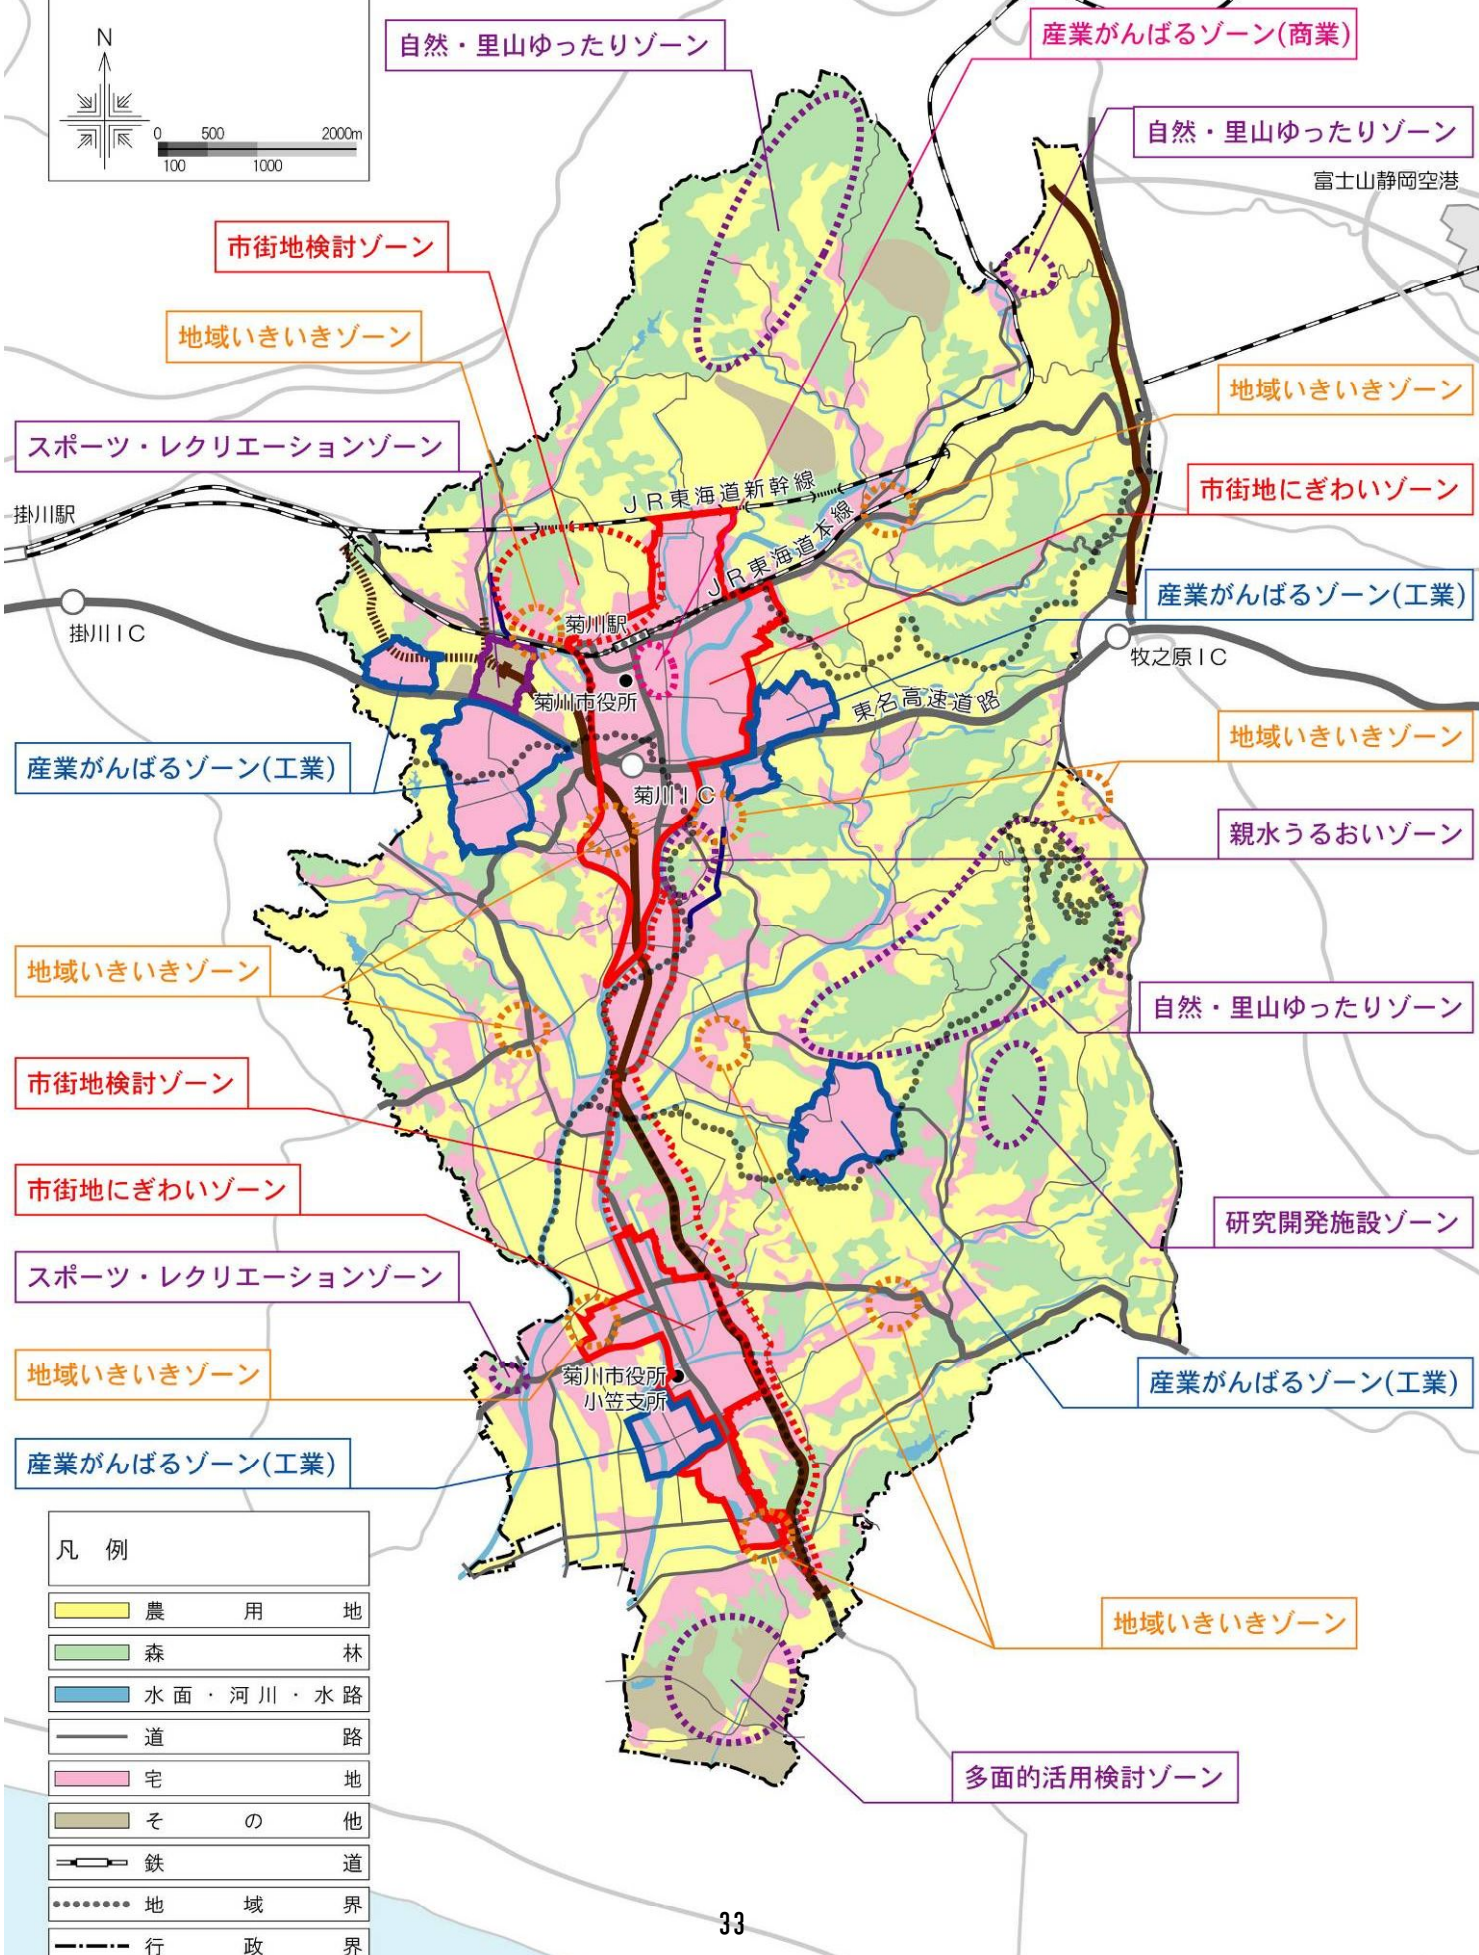 N
0 500 2000m
100 1000
自然・里山ゆったりゾーン
産業がんばるゾーン(商業)
自然・里山ゆったりゾーン
富士山静岡空港
市街地検討ゾーン
地域いきいきゾーン
地域いきいきゾーン
スポーツ・レクリエーションゾーン
JR東海道新幹線
市街地にぎわいゾーン
掛川駅
JR東海道本線
産業がんばるゾーン(工業)
掛川IC
菊川駅
牧之原IC
菊川市役所
東名高速道路
産業がんばるゾーン(工業)
地域いきいきゾーン
菊川IC
親水うるおいゾーン
地域いきいきゾーン
自然・里山ゆったりゾーン
市街地検討ゾーン
市街地にぎわいゾーン
研究開発施設ゾーン
スポーツ・レクリエーションゾーン
地域いきいきゾーン
菊川市役所
小笠支所
産業がんばるゾーン(工業)
産業がんばるゾーン(工業)
凡 例
農用地
森林
水面・河川・水路
道路
宅地
その他
鉄道
地域界
行政界
地域いきいきゾーン
多面的活用検討ゾーン
33